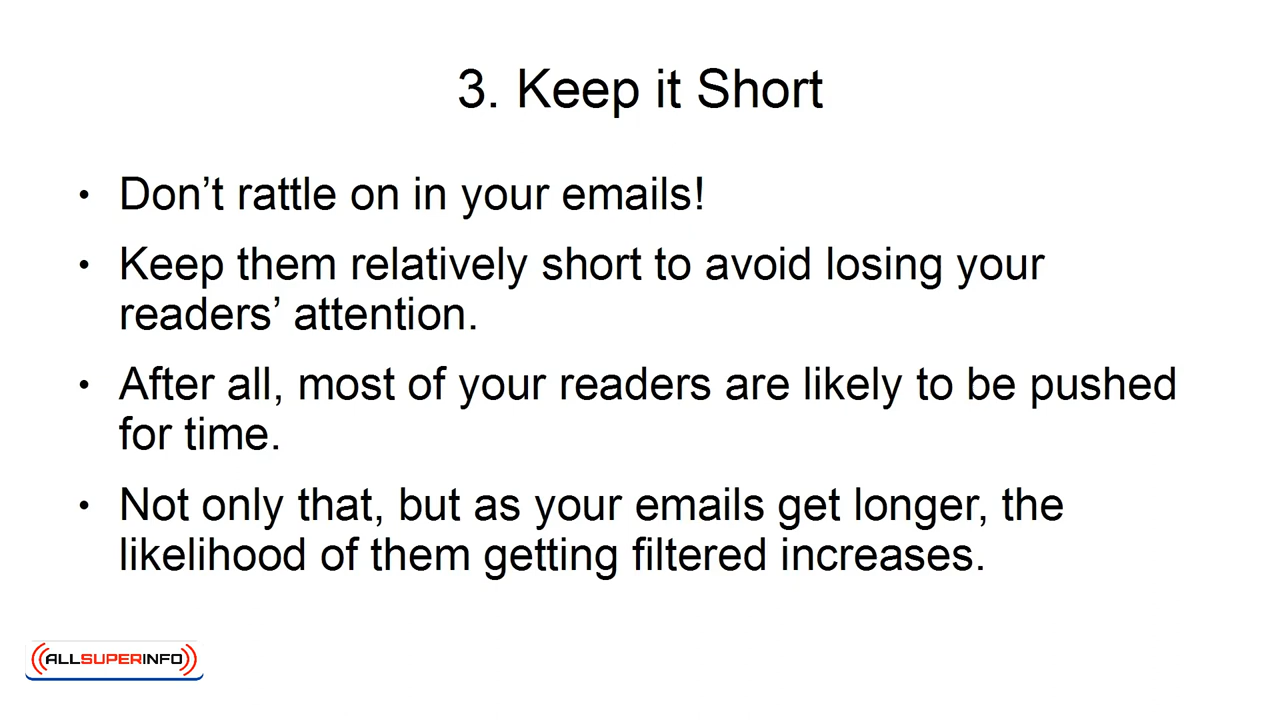 3. Keep it Short
• Don’t rattle on in your emails!
• Keep them relatively short to avoid losing your
readers’ attention.
• After all, most of your readers are likely to be pushed
for time.
• Not only that, but as your emails get longer, the
likelihood of them getting filtered increases.
ALLSUPERINFO